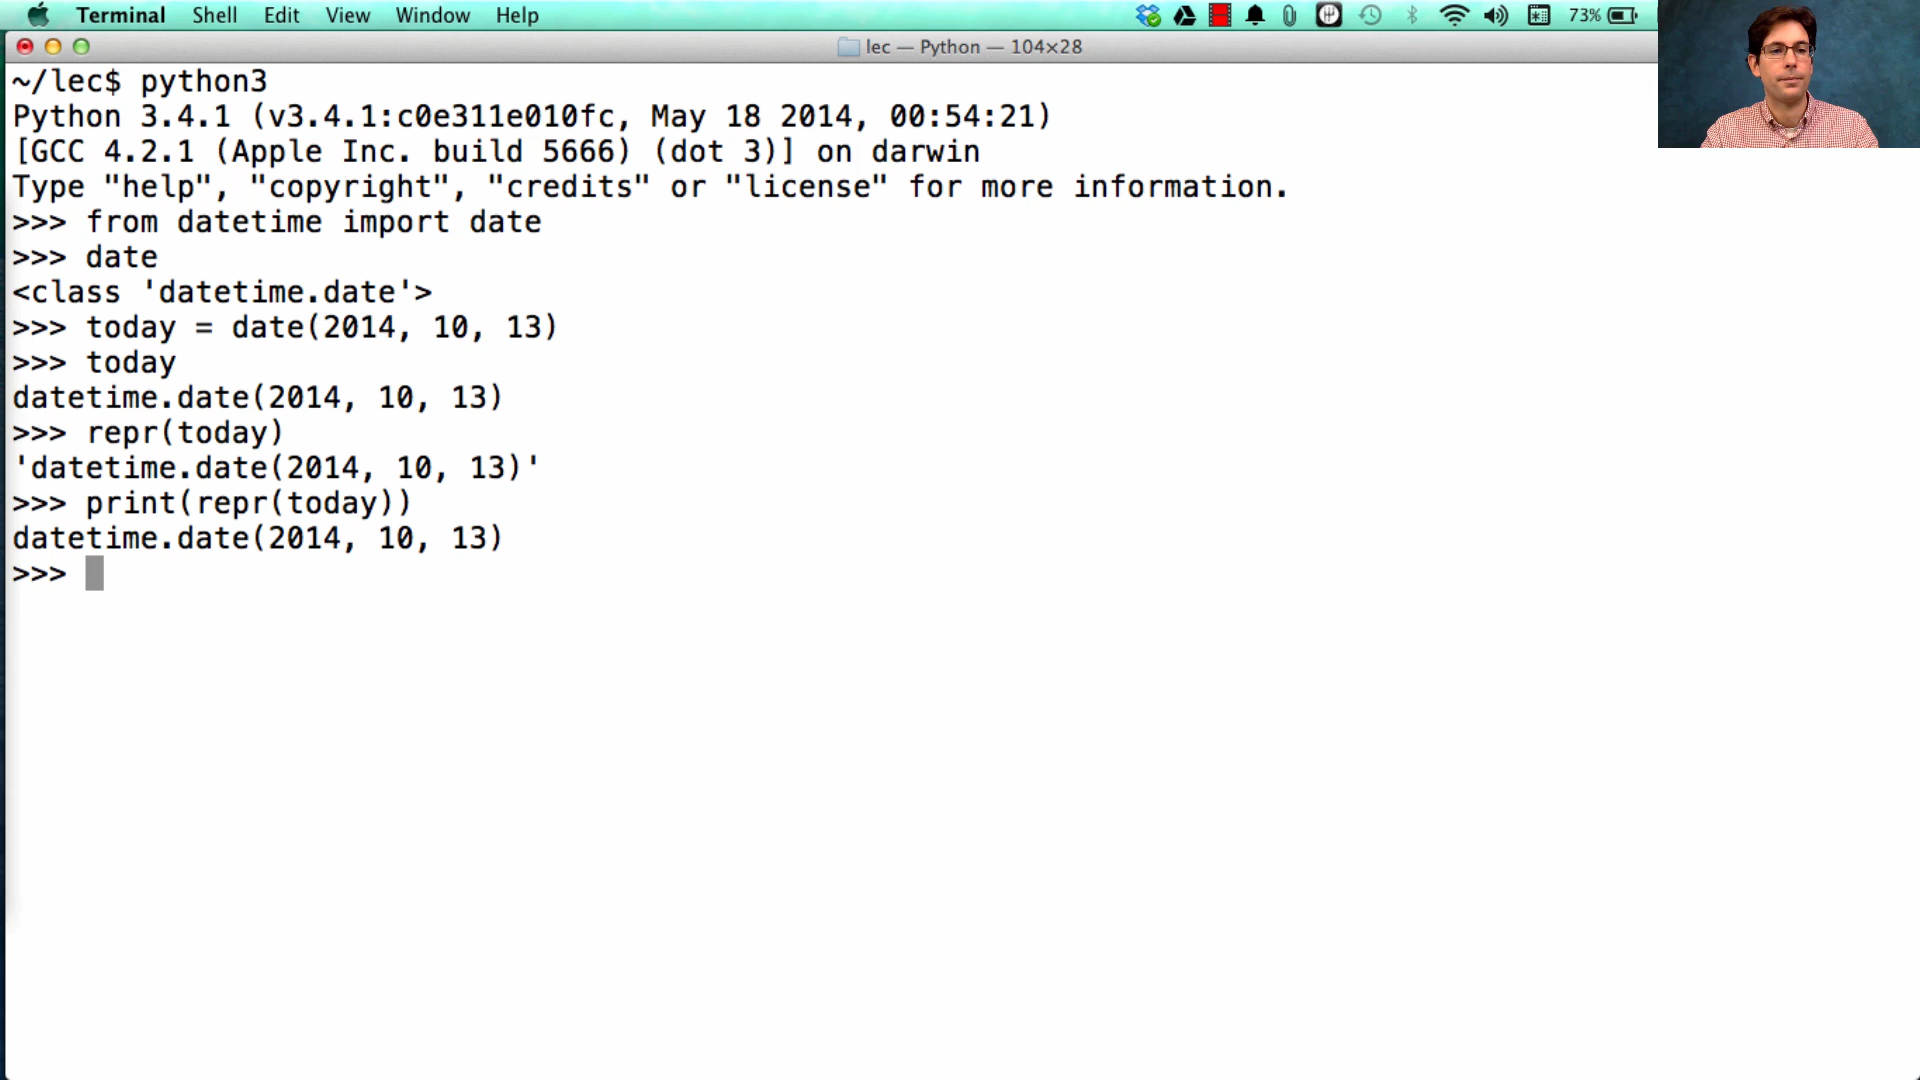 Terminal Shell Edit View Window Help 73%
lec — Python — 104×28
~/lec$ python3
Python 3.4.1 (v3.4.1:c0e311e010fc, May 18 2014, 00:54:21)
[GCC 4.2.1 (Apple Inc. build 5666) (dot 3)] on darwin
Type "help", "copyright", "credits" or "license" for more information.
>>> from datetime import date
>>> date
<class 'datetime.date'>
>>> today = date(2014, 10, 13)
>>> today
datetime.date(2014, 10, 13)
>>> repr(today)
'datetime.date(2014, 10, 13)'
>>> print(repr(today))
datetime.date(2014, 10, 13)
>>>